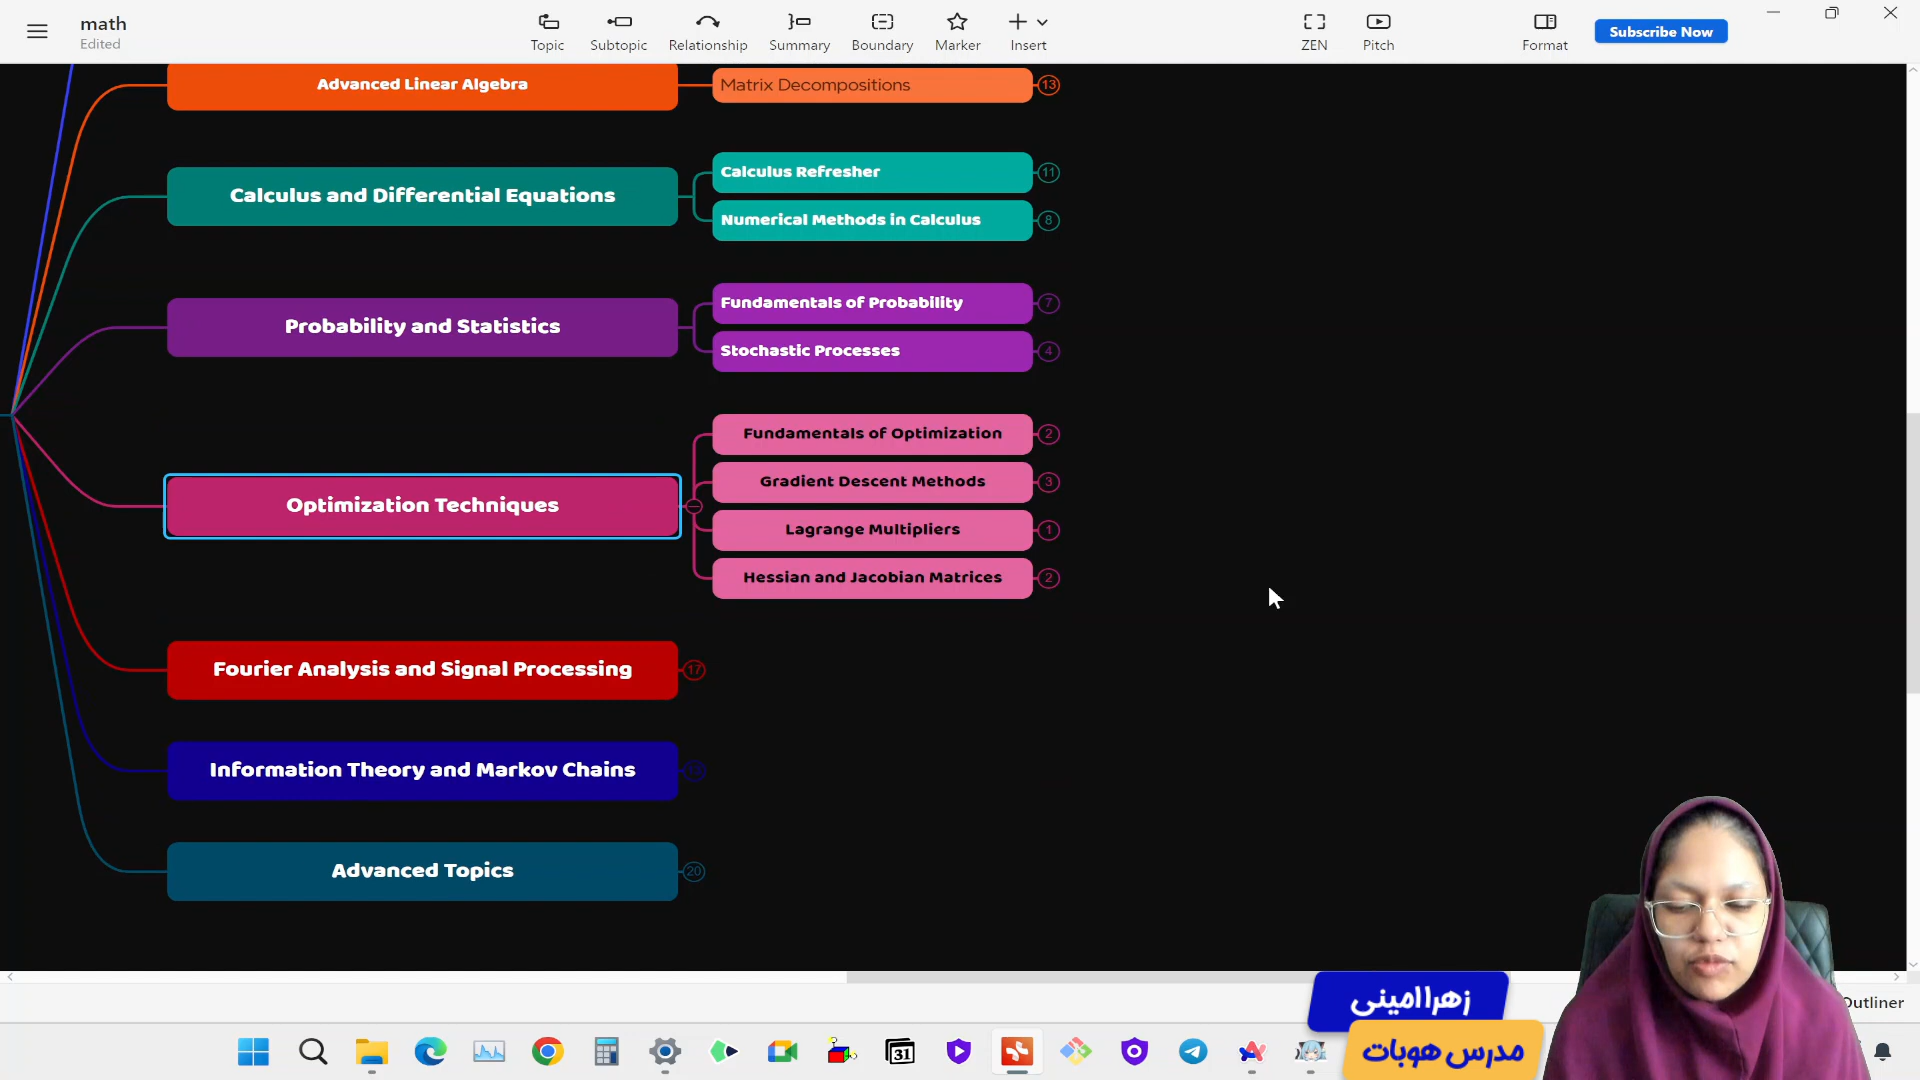 math
Edited
Topic
Subtopic
Relationship
Summary
Boundary
Marker
Insert
ZEN
Pitch
Format
Subscribe Now
Advanced Linear Algebra
Matrix Decompositions
13
Calculus and Differential Equations
Calculus Refresher
11
Numerical Methods in Calculus
8
Probability and Statistics
Fundamentals of Probability
7
Stochastic Processes
4
Optimization Techniques
Fundamentals of Optimization
2
Gradient Descent Methods
3
Lagrange Multipliers
1
Hessian and Jacobian Matrices
2
Fourier Analysis and Signal Processing
17
Information Theory and Markov Chains
Advanced Topics
20
Outliner
زهرا امینی
مدرس هوبات
31